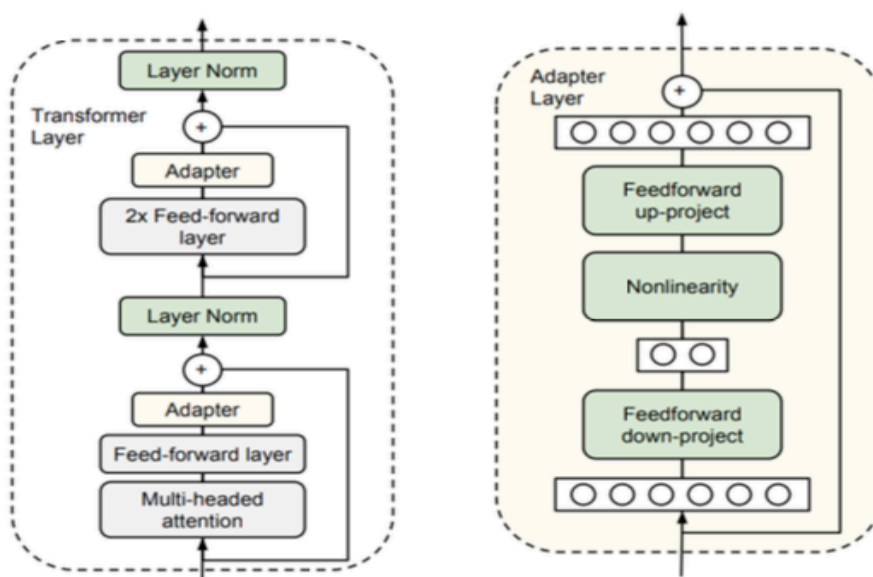 Layer Norm
Transformer
Layer
+
Adapter
2x Feed-forward
layer
Layer Norm
+
Adapter
Feed-forward layer
Multi-headed
attention
Adapter
Layer
+
Feedforward
up-project
Nonlinearity
Feedforward
down-project